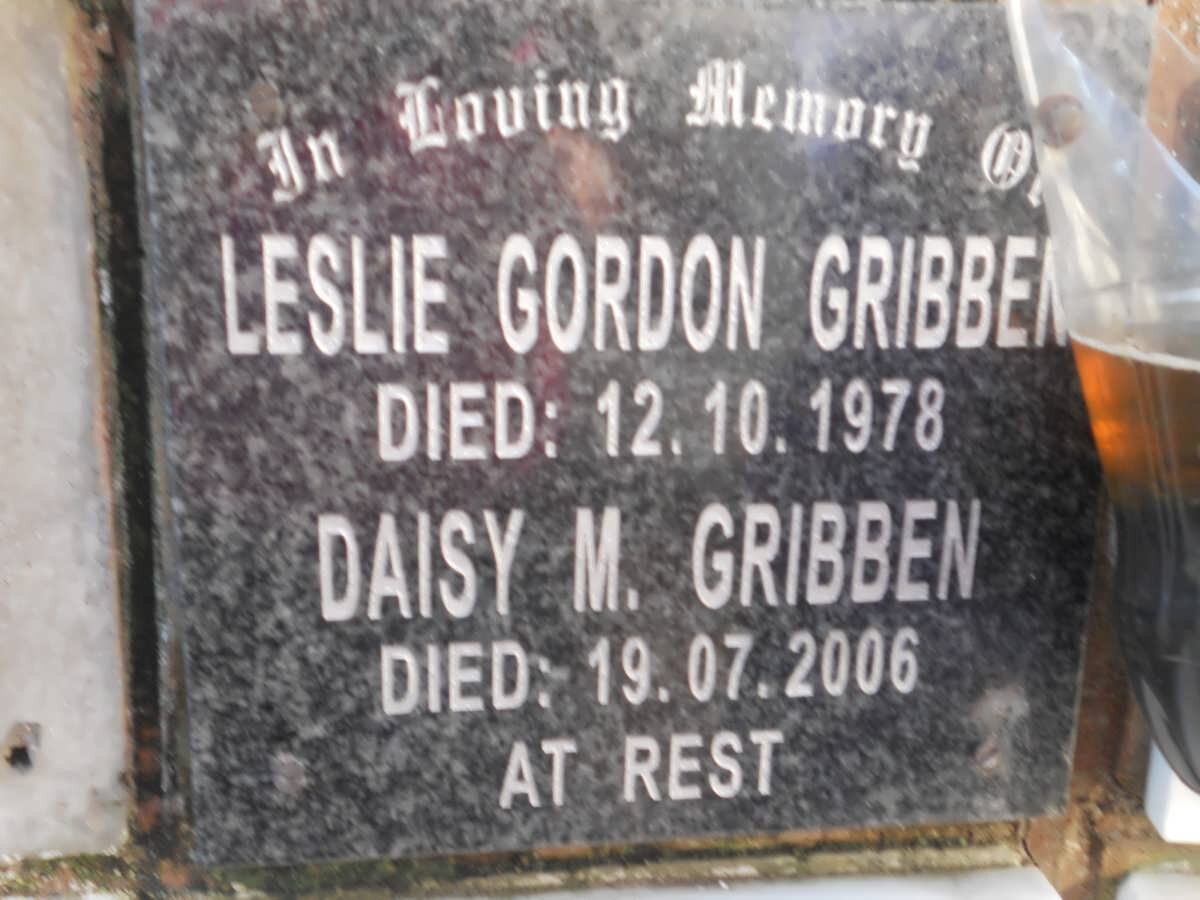 In Loving Memory Of
LESLIE GORDON GRIBBEN
DIED: 12.10.1978
DAISY M. GRIBBEN
DIED: 19.07.2006
AT REST